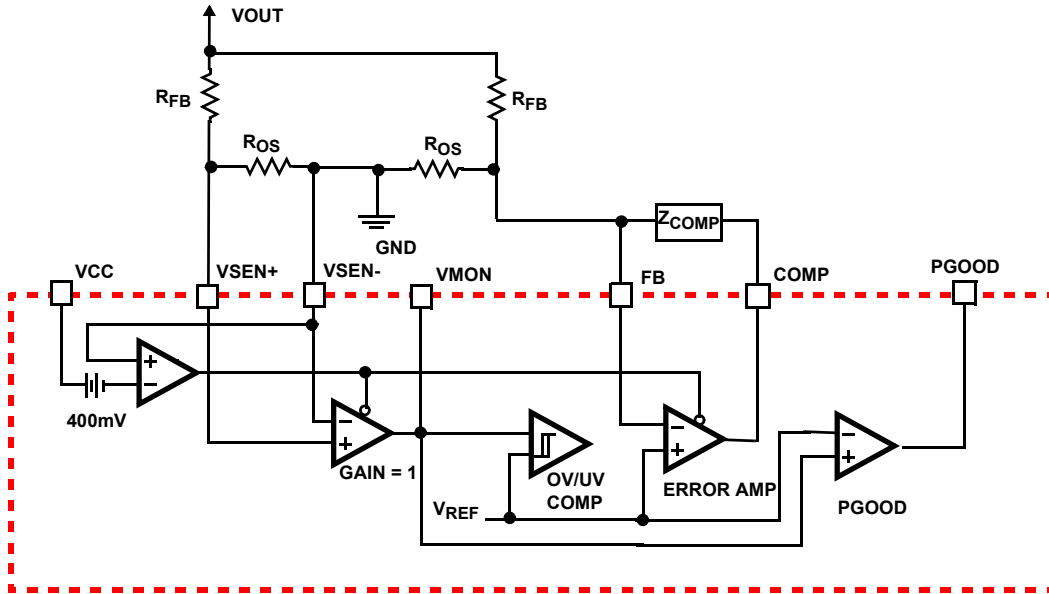 VOUT
RFB
RFB
ROS
ROS
ZCOMP
GND
VCC
VSEN+
VSEN-
VMON
FB
COMP
PGOOD
+
−
400mV
−
+
GAIN = 1
OV/UV
COMP
−
+
ERROR AMP
−
+
PGOOD
VREF